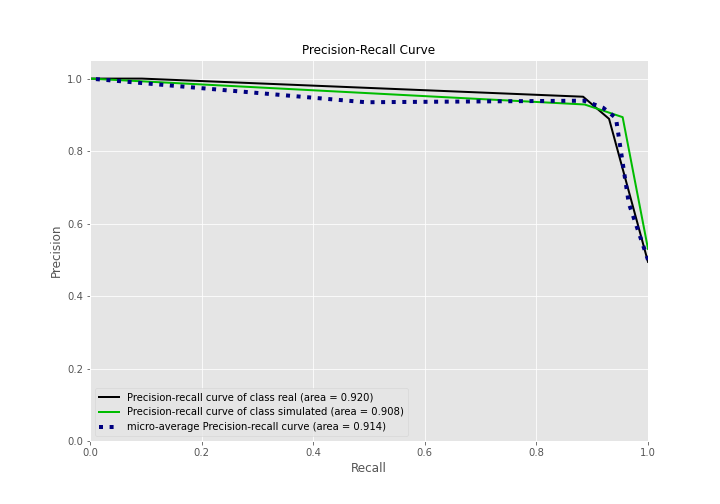 Precision-Recall Curve
1.0
0.8
0.6
0.4
0.2
0.0
Precision
Precision-recall curve of class real (area = 0.920)
Precision-recall curve of class simulated (area = 0.908)
micro-average Precision-recall curve (area = 0.914)
0.0 0.2 0.4 0.6 0.8 1.0
Recall